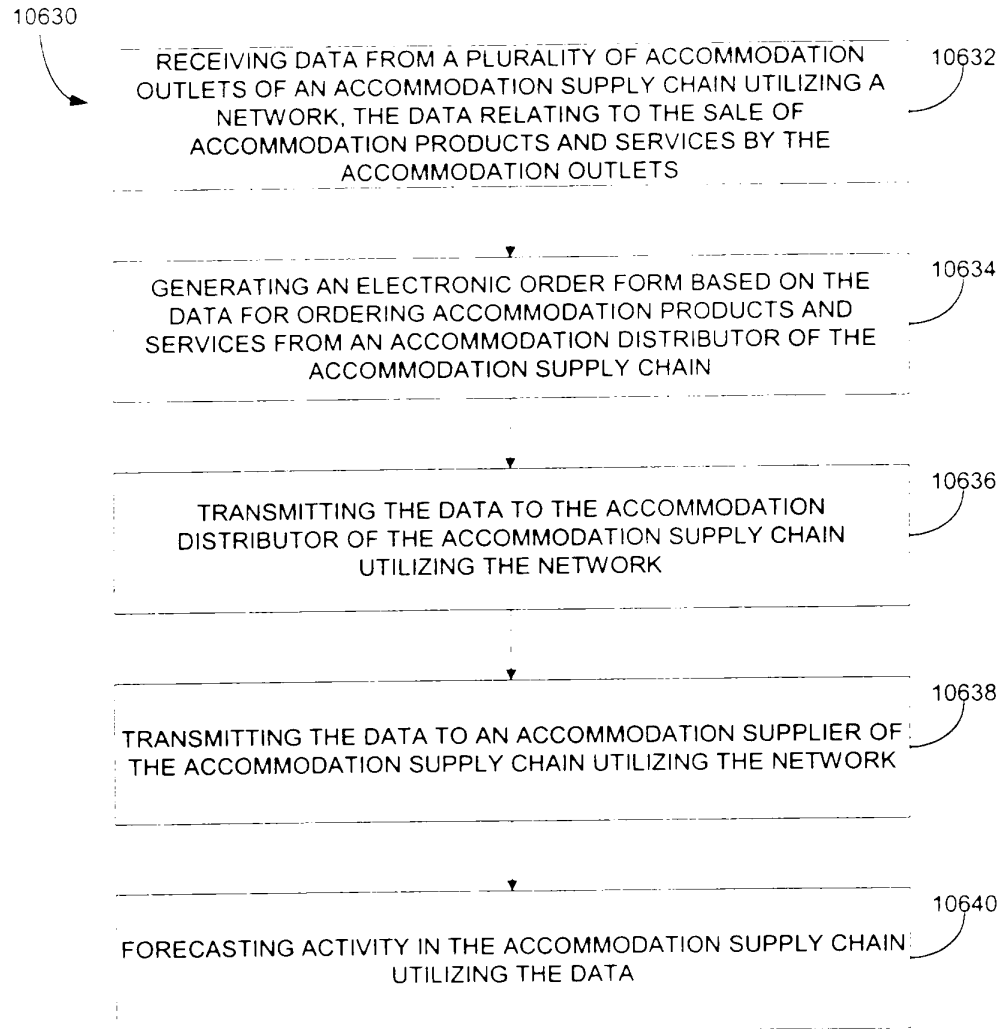 10630
RECEIVING DATA FROM A PLURALITY OF ACCOMMODATION
OUTLETS OF AN ACCOMMODATION SUPPLY CHAIN UTILIZING A
NETWORK, THE DATA RELATING TO THE SALE OF
ACCOMMODATION PRODUCTS AND SERVICES BY THE
ACCOMMODATION OUTLETS
10632
GENERATING AN ELECTRONIC ORDER FORM BASED ON THE
DATA FOR ORDERING ACCOMMODATION PRODUCTS AND
SERVICES FROM AN ACCOMMODATION DISTRIBUTOR OF THE
ACCOMMODATION SUPPLY CHAIN
10634
TRANSMITTING THE DATA TO THE ACCOMMODATION
DISTRIBUTOR OF THE ACCOMMODATION SUPPLY CHAIN
UTILIZING THE NETWORK
10636
TRANSMITTING THE DATA TO AN ACCOMMODATION SUPPLIER OF
THE ACCOMMODATION SUPPLY CHAIN UTILIZING THE NETWORK
10638
FORECASTING ACTIVITY IN THE ACCOMMODATION SUPPLY CHAIN
UTILIZING THE DATA
10640